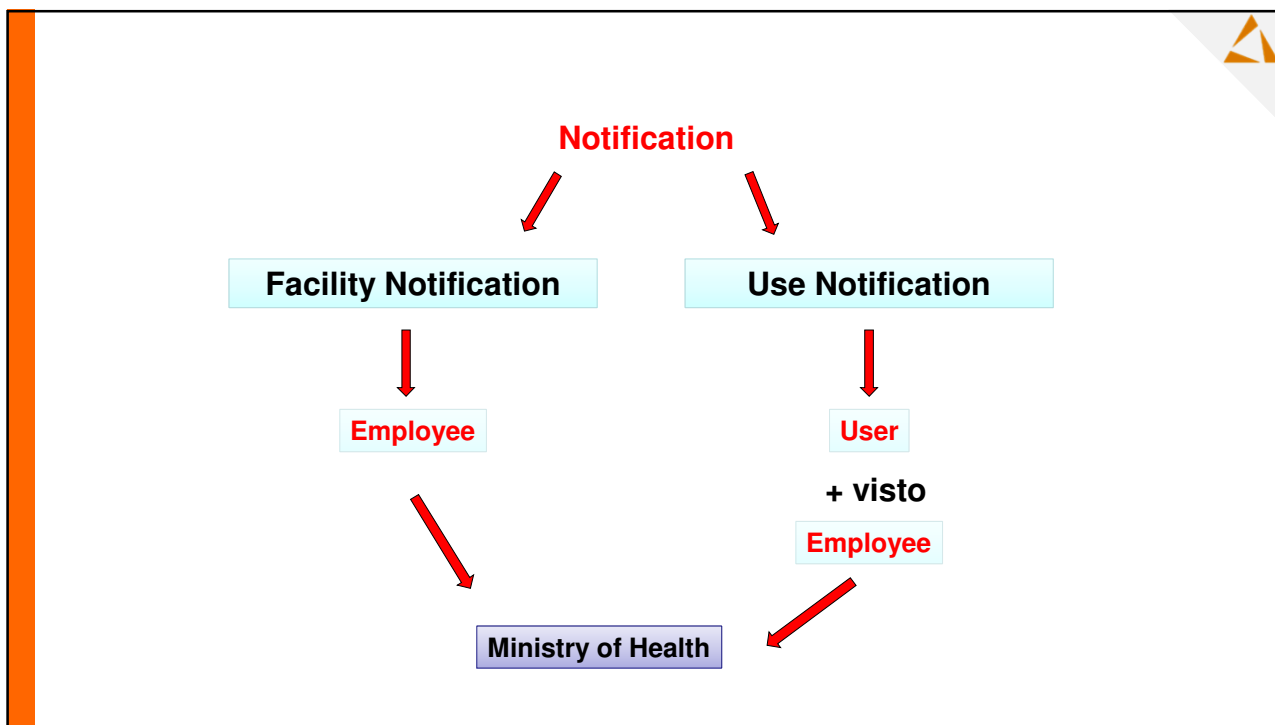 Notification
Facility Notification
Use Notification
Employee
User
+ visto
Employee
Ministry of Health